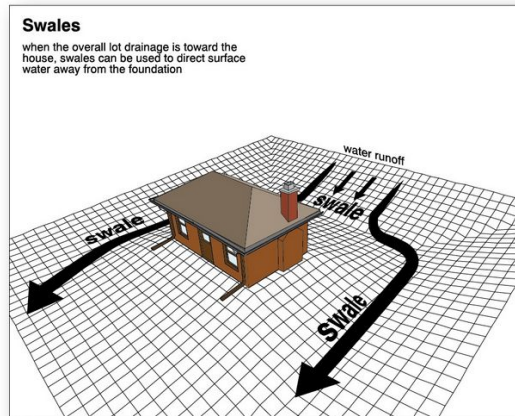 Swales
when the overall lot drainage is toward the
house, swales can be used to direct surface
water away from the foundation
water runoff
swale
swale
Swale